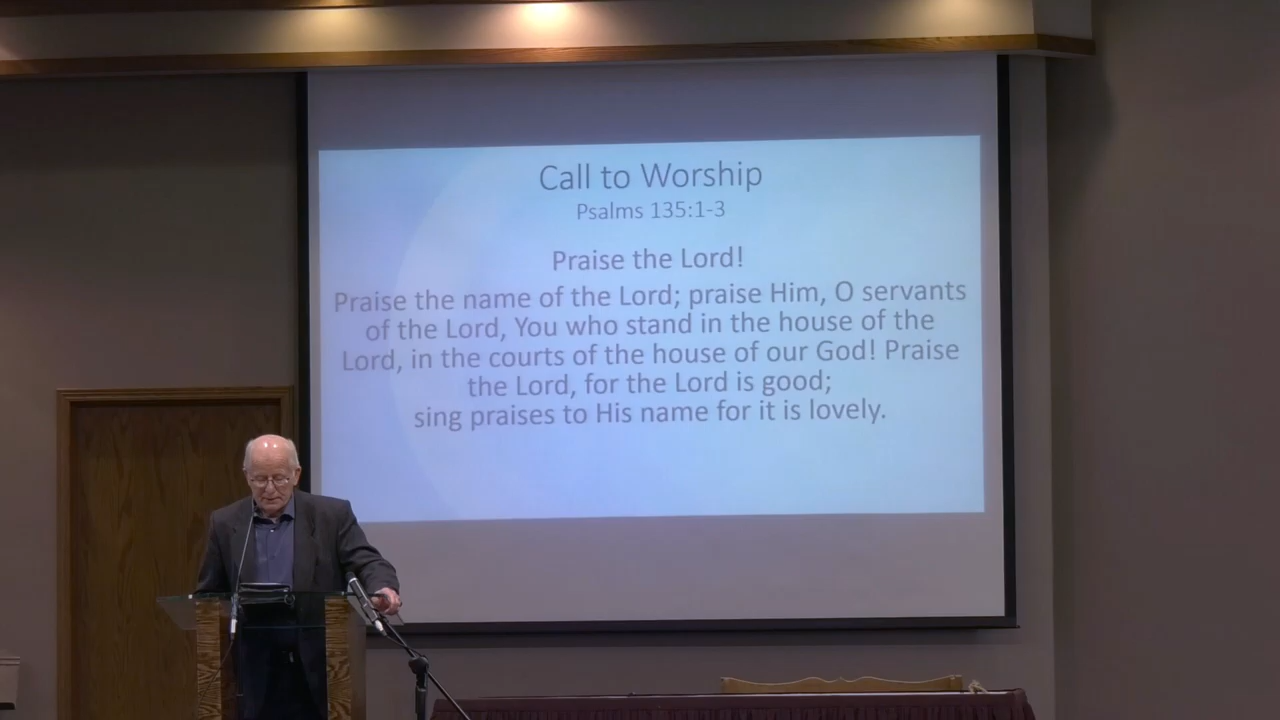 Call to Worship
Psalms 135:1-3
Praise the Lord!
Praise the name of the Lord; praise Him, O servants
of the Lord, You who stand in the house of the
Lord, in the courts of the house of our God! Praise
the Lord, for the Lord is good;
sing praises to His name for it is lovely.